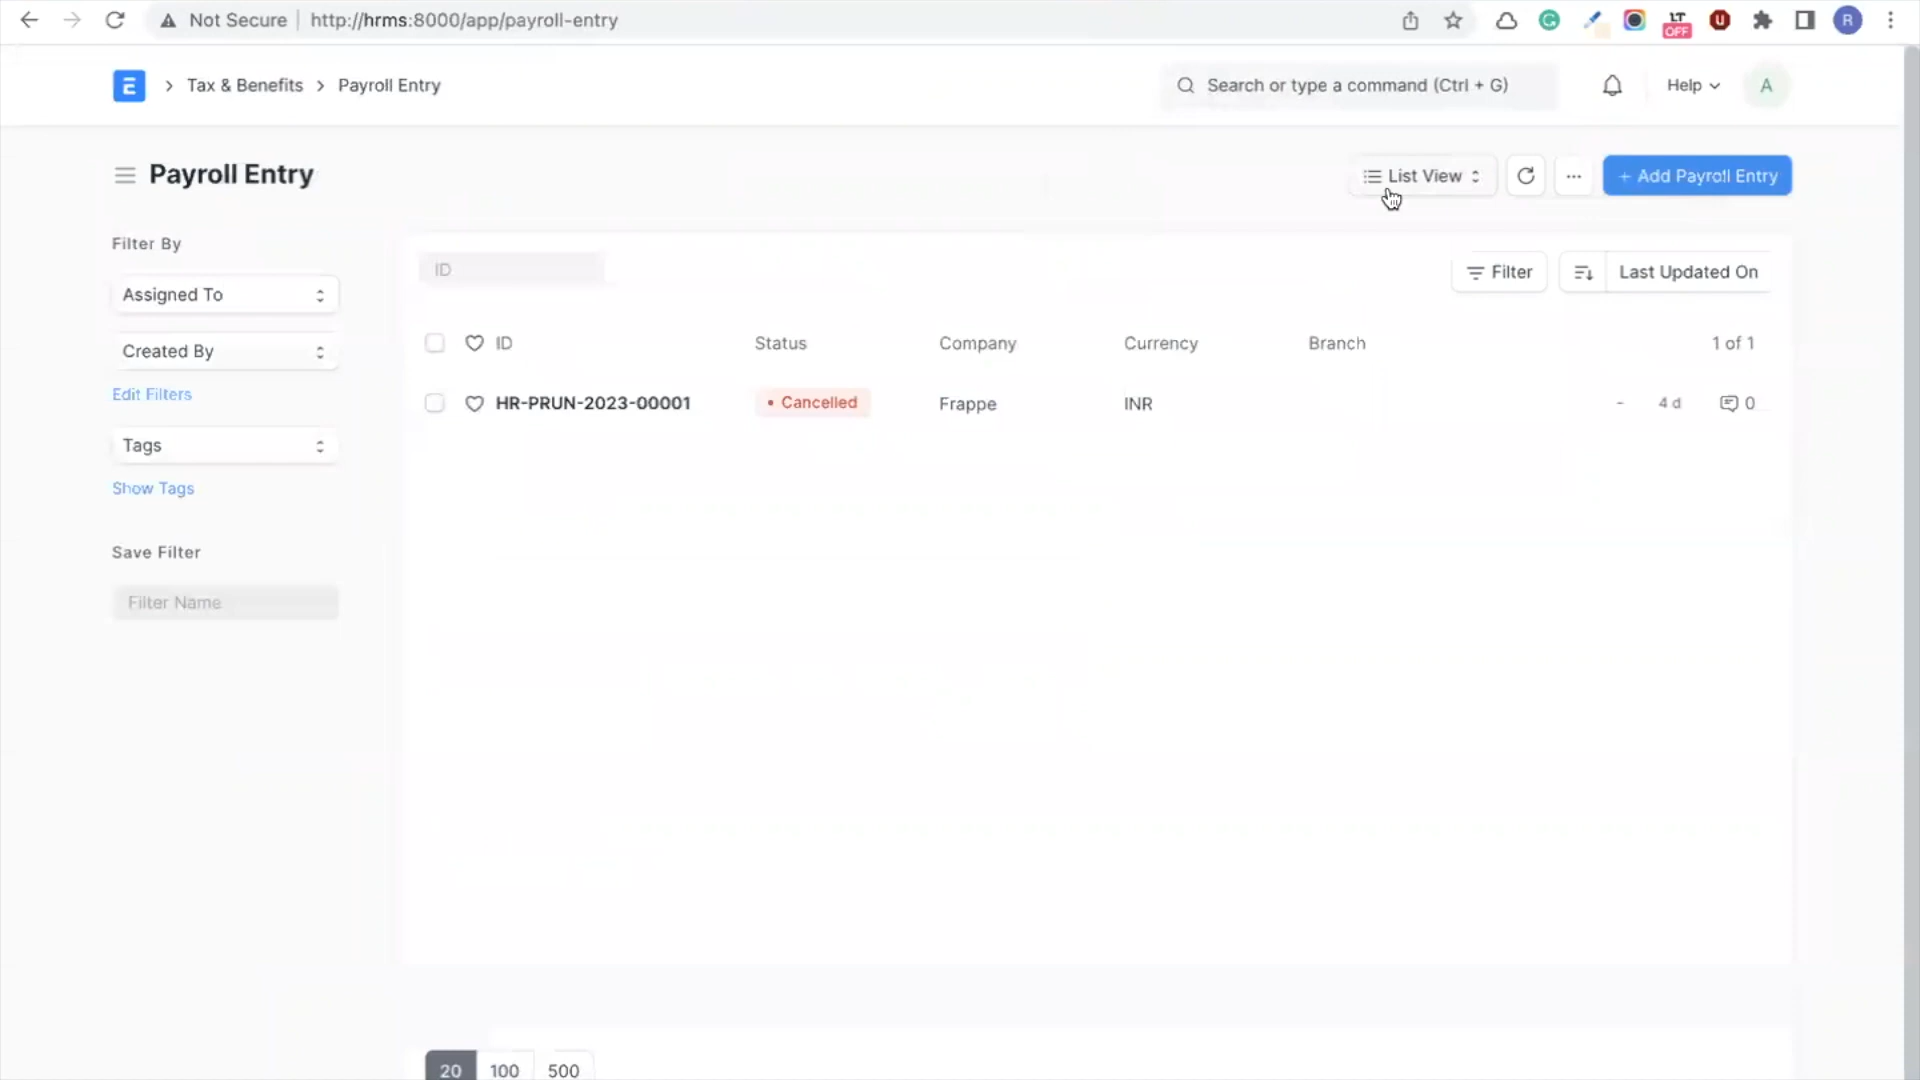 Not Secure | http://hrms:8000/app/payroll-entry
LT
OFF
R
E > Tax & Benefits > Payroll Entry
Search or type a command (Ctrl + G)
Help
A
Payroll Entry
List View
...
+ Add Payroll Entry
Filter By
Assigned To
Created By
Edit Filters
Tags
Show Tags
Save Filter
Filter Name
ID
Filter
Last Updated On
ID Status Company Currency Branch 1 of 1
HR-PRUN-2023-00001 • Cancelled Frappe INR - 4 d 0
20 100 500